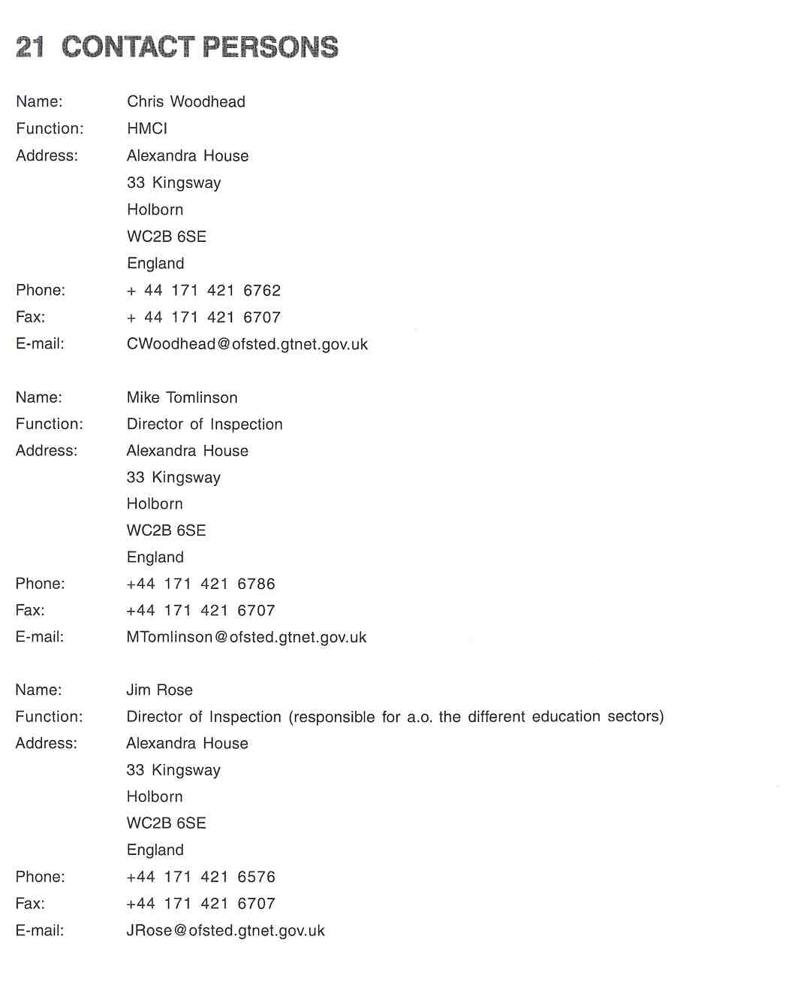 21 CONTACT PERSONS
Name: Chris Woodhead
Function: HMCI
Address: Alexandra House
33 Kingsway
Holborn
WC2B 6SE
England
Phone: + 44 171 421 6762
Fax: + 44 171 421 6707
E-mail: CWoodhead@ofsted.gtnet.gov.uk
Name: Mike Tomlinson
Function: Director of Inspection
Address: Alexandra House
33 Kingsway
Holborn
WC2B 6SE
England
Phone: +44 171 421 6786
Fax: +44 171 421 6707
E-mail: MTomlinson@ofsted.gtnet.gov.uk
Name: Jim Rose
Function: Director of Inspection (responsible for a.o. the different education sectors)
Address: Alexandra House
33 Kingsway
Holborn
WC2B 6SE
England
Phone: +44 171 421 6576
Fax: +44 171 421 6707
E-mail: JRose@ofsted.gtnet.gov.uk